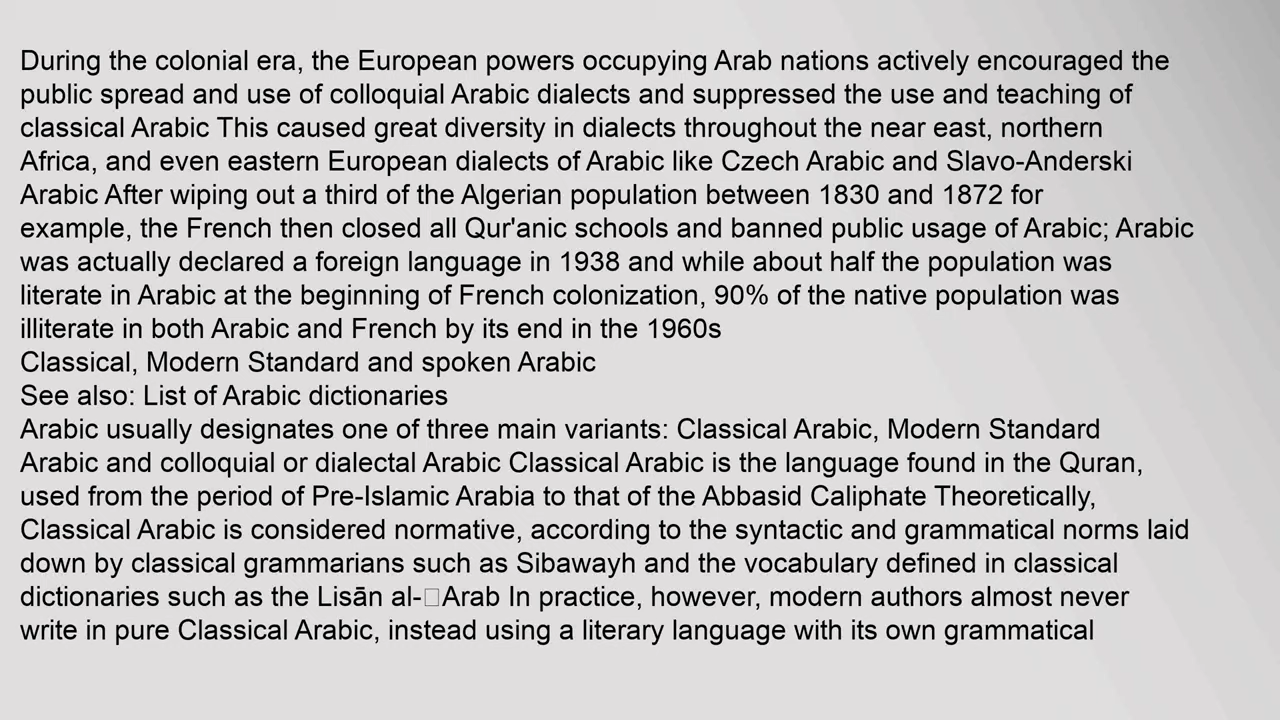 During the colonial era, the European powers occupying Arab nations actively encouraged the
public spread and use of colloquial Arabic dialects and suppressed the use and teaching of
classical Arabic This caused great diversity in dialects throughout the near east, northern
Africa, and even eastern European dialects of Arabic like Czech Arabic and Slavo-Anderski
Arabic After wiping out a third of the Algerian population between 1830 and 1872 for
example, the French then closed all Qur'anic schools and banned public usage of Arabic; Arabic
was actually declared a foreign language in 1938 and while about half the population was
literate in Arabic at the beginning of French colonization, 90% of the native population was
illiterate in both Arabic and French by its end in the 1960s
Classical, Modern Standard and spoken Arabic
See also: List of Arabic dictionaries
Arabic usually designates one of three main variants: Classical Arabic, Modern Standard
Arabic and colloquial or dialectal Arabic Classical Arabic is the language found in the Quran,
used from the period of Pre-Islamic Arabia to that of the Abbasid Caliphate Theoretically,
Classical Arabic is considered normative, according to the syntactic and grammatical norms laid
down by classical grammarians such as Sibawayh and the vocabulary defined in classical
dictionaries such as the Lisān al-□Arab In practice, however, modern authors almost never
write in pure Classical Arabic, instead using a literary language with its own grammatical